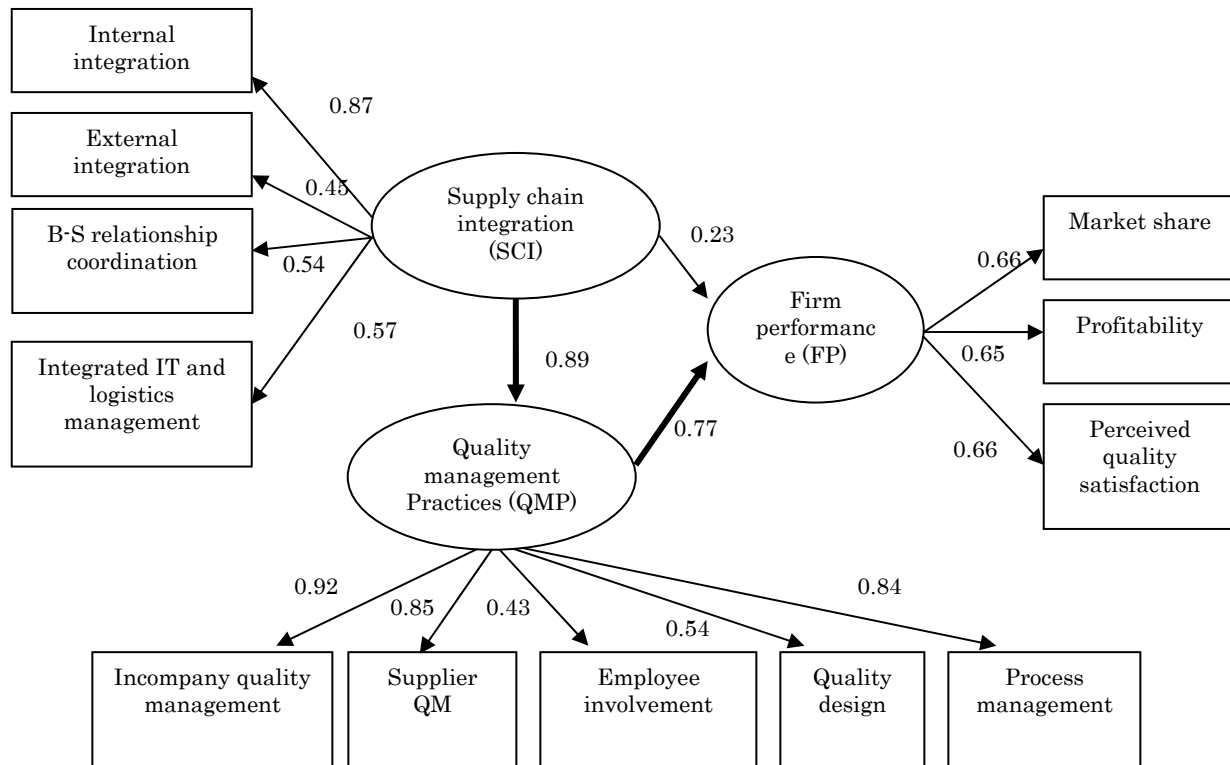 Internal
integration
0.87
External
integration
0.45
B-S relationship
coordination
0.54
0.57
Integrated IT and
logistics
management
Supply chain
integration
(SCI)
0.23
0.89
Firm
performanc
e (FP)
0.77
Quality
management
Practices (QMP)
Market share
0.66
Profitability
0.65
Perceived
quality
satisfaction
0.66
0.92
0.85
0.43
0.54
0.84
Incompany quality
management
Supplier
QM
Employee
involvement
Quality
design
Process
management